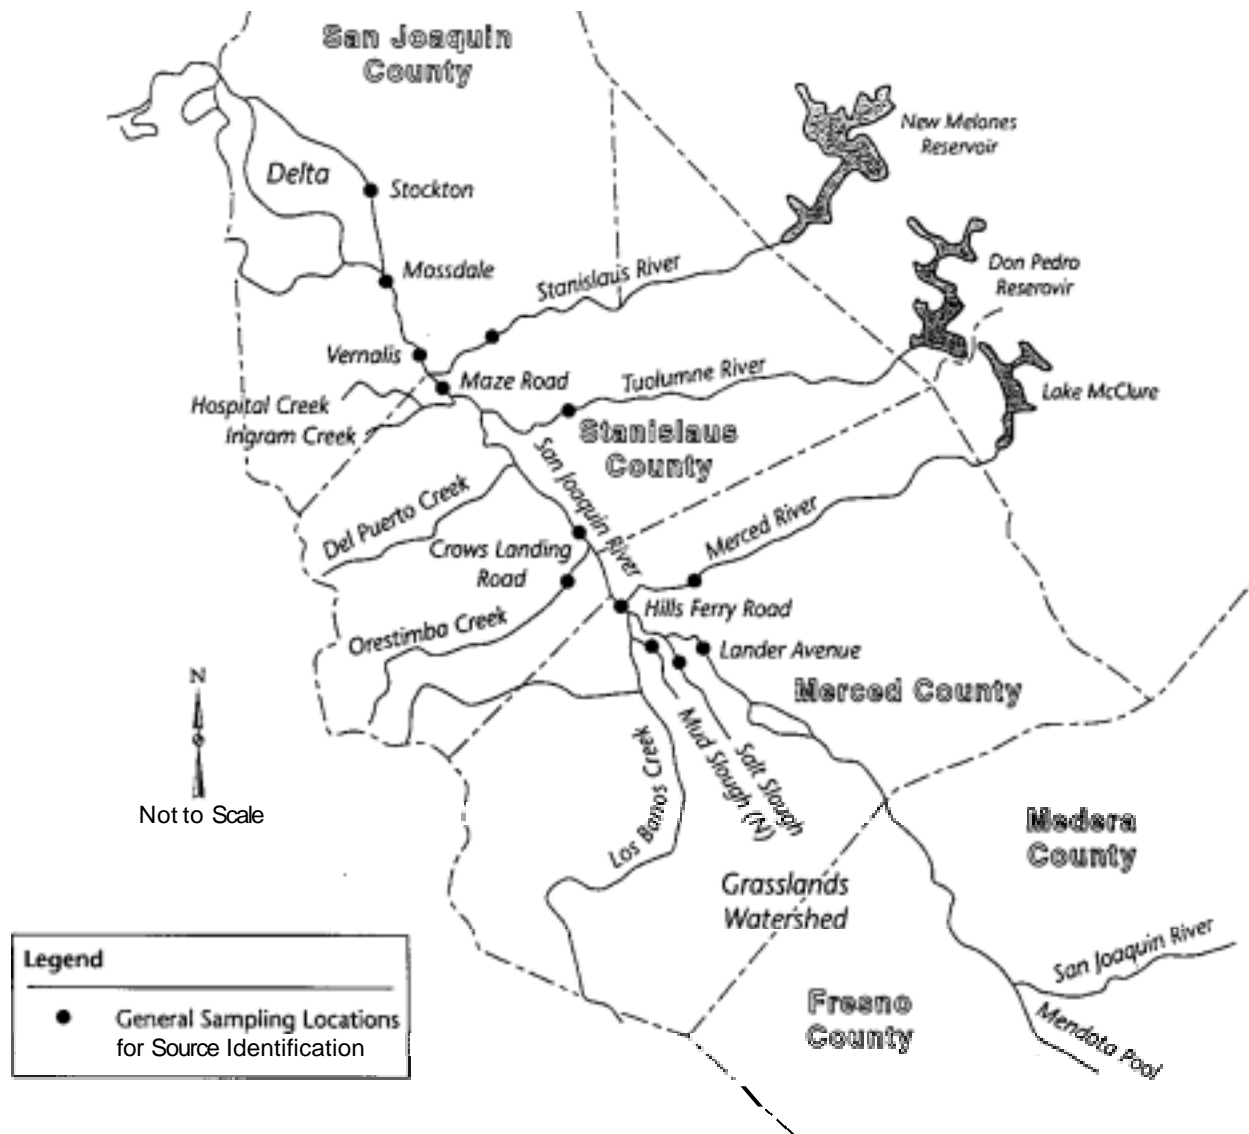 San Joaquin
County
New Melones
Reservoir
Delta
Stockton
Mossdale
Stanislaus River
Don Pedro
Reserovir
Vernalis
Maze Road
Tuolumne River
Lake McClure
Hospital Creek
Ingram Creek
Stanislaus
County
San Joaquin River
Del Puerto Creek
Crows Landing
Road
Merced River
Hills Ferry Road
Orestimba Creek
Lander Avenue
N
Merced County
Not to Scale
Los Banos Creek
Mud Slough (N)
Salt Slough
Medera
County
Grasslands
Watershed
San Joaquin River
Fresno
County
Mendota Pool
Legend
General Sampling Locations
for Source Identification